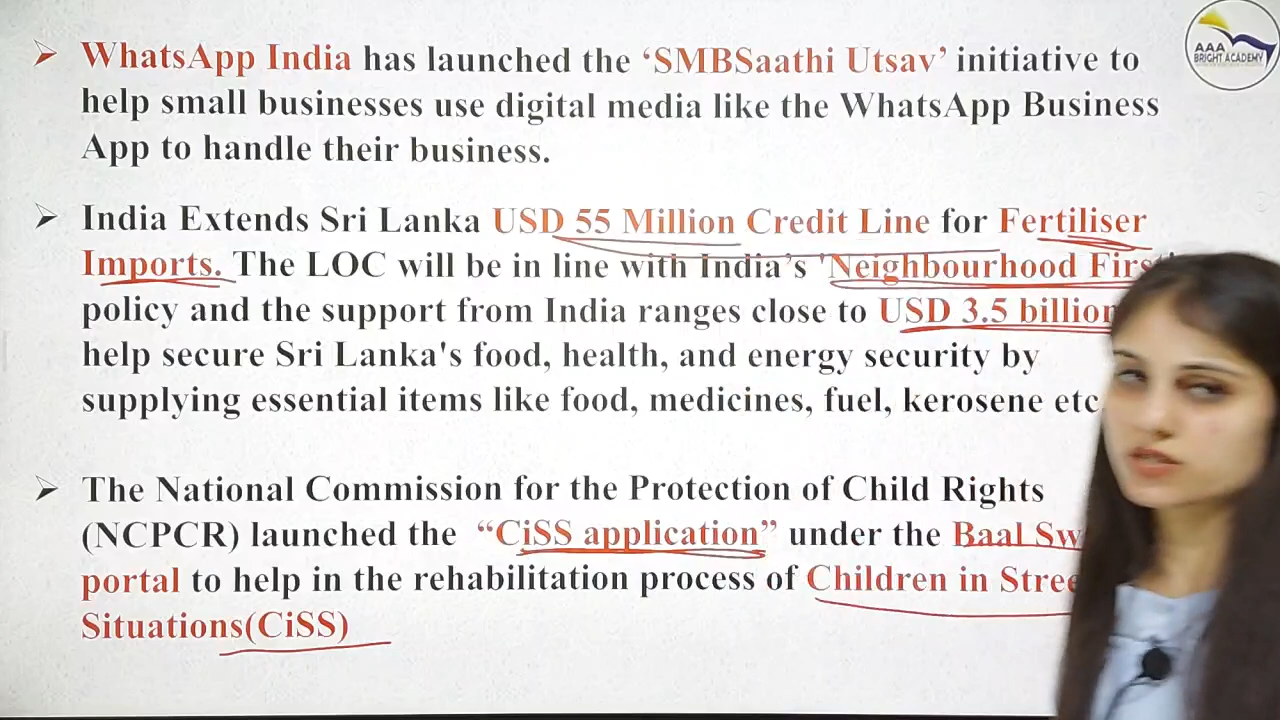 AAA
BRIGHT ACADEMY
➢ WhatsApp India has launched the ‘SMBSaathi Utsav’ initiative to
help small businesses use digital media like the WhatsApp Business
App to handle their business.
➢ India Extends Sri Lanka USD 55 Million Credit Line for Fertiliser
Imports. The LOC will be in line with India’s 'Neighbourhood First'
policy and the support from India ranges close to USD 3.5 billion
help secure Sri Lanka's food, health, and energy security by
supplying essential items like food, medicines, fuel, kerosene etc
➢ The National Commission for the Protection of Child Rights
(NCPCR) launched the “CiSS application” under the Baal
portal to help in the rehabilitation process of Children in
Situations(CiSS)